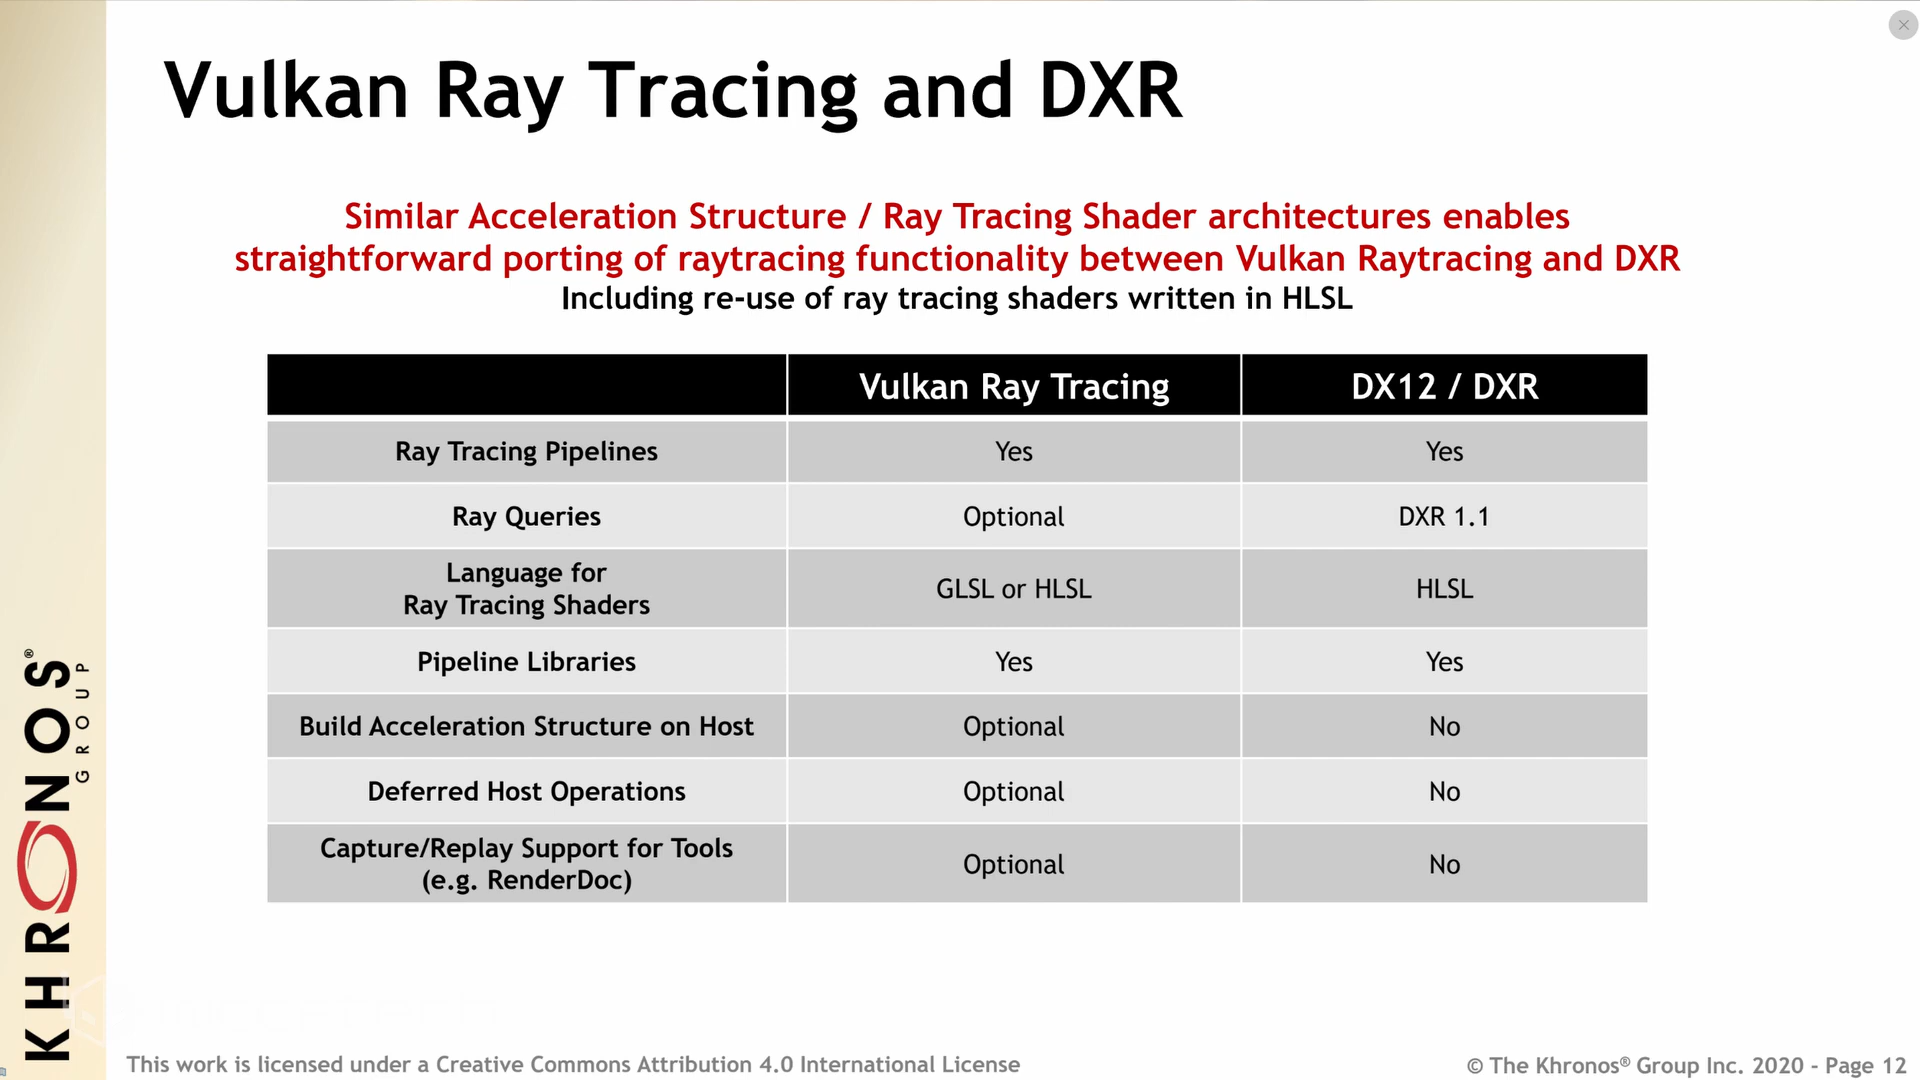 Vulkan Ray Tracing and DXR
Similar Acceleration Structure / Ray Tracing Shader architectures enables
straightforward porting of raytracing functionality between Vulkan Raytracing and DXR
Including re-use of ray tracing shaders written in HLSL
Vulkan Ray Tracing DX12 / DXR
Ray Tracing Pipelines Yes Yes
Ray Queries Optional DXR 1.1
Language for
Ray Tracing Shaders GLSL or HLSL HLSL
Pipeline Libraries Yes Yes
Build Acceleration Structure on Host Optional No
Deferred Host Operations Optional No
Capture/Replay Support for Tools
(e.g. RenderDoc) Optional No
KHRONOS®
GROUP
This work is licensed under a Creative Commons Attribution 4.0 International License
© The Khronos® Group Inc. 2020 - Page 12